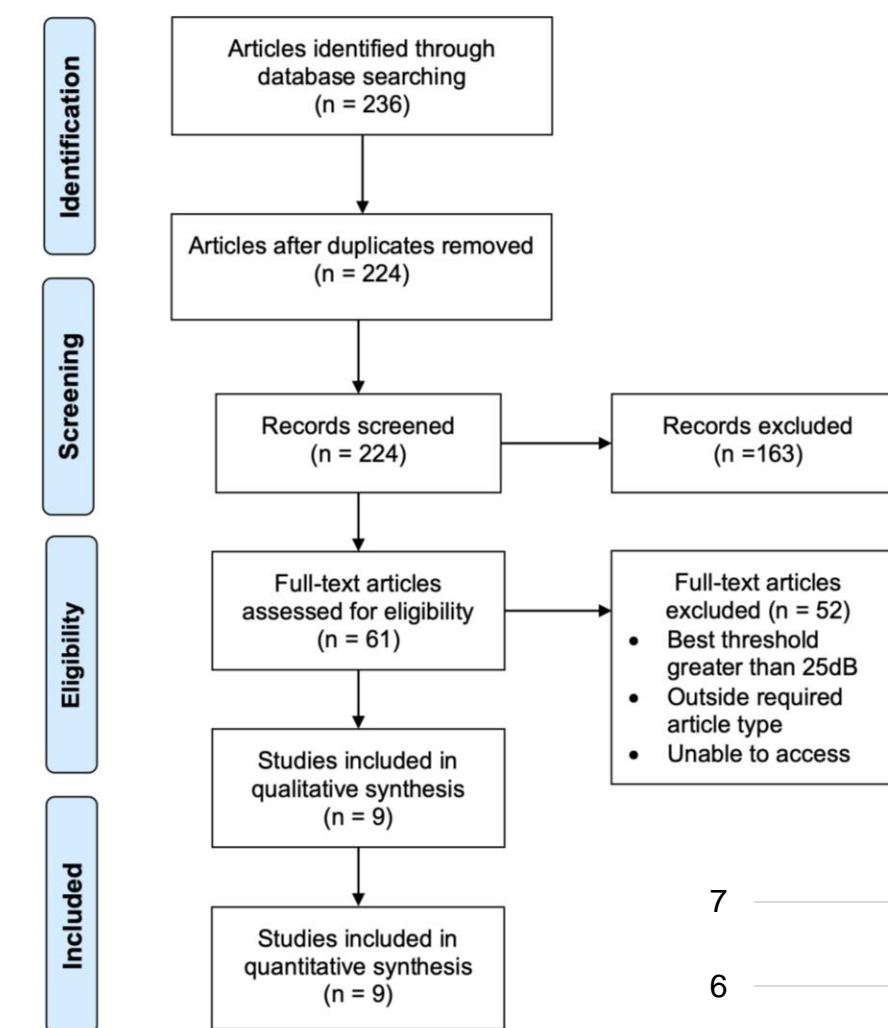 Identification
Articles identified through
database searching
(n = 236)
Articles after duplicates removed
(n = 224)
Screening
Records screened
(n = 224)
Records excluded
(n =163)
Eligibility
Full-text articles
assessed for eligibility
(n = 61)
Full-text articles
excluded (n = 52)
• Best threshold
greater than 25dB
• Outside required
article type
• Unable to access
Studies included in
qualitative synthesis
(n = 9)
Included
Studies included in
quantitative synthesis
(n = 9)
7
6